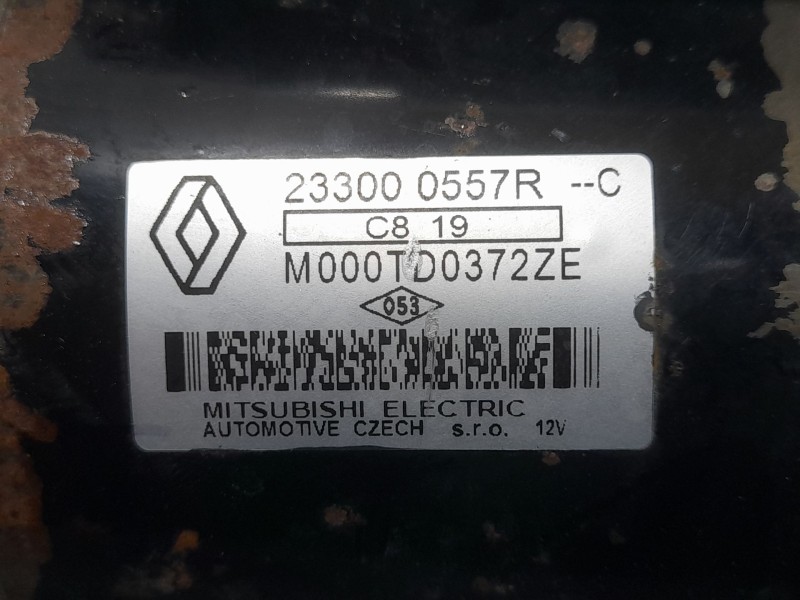 23300 0557R --C
C8 19
M000TD0372ZE
053
MITSUBISHI ELECTRIC
AUTOMOTIVE CZECH s.r.o. 12V